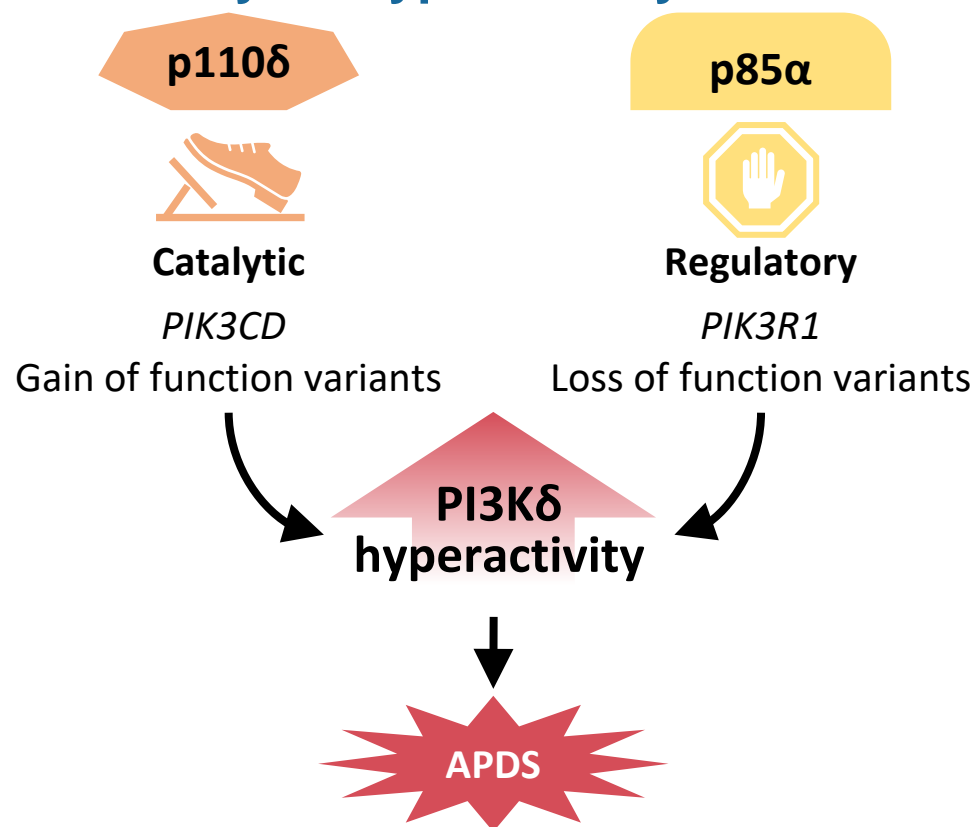 p110δ
p85α
Catalytic
Regulatory
PIK3CD
PIK3R1
Gain of function variants
Loss of function variants
PI3Kδ
hyperactivity
APDS